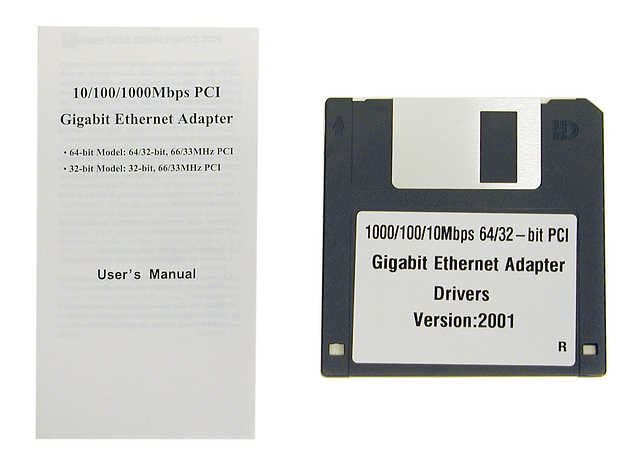 10/100/1000Mbps PCI
Gigabit Ethernet Adapter
• 64-bit Model: 64/32-bit, 66/33MHz PCI
• 32-bit Model: 32-bit, 66/33MHz PCI
User's Manual
HD
1000/100/10Mbps 64/32-bit PCI
Gigabit Ethernet Adapter
Drivers
Version:2001
R